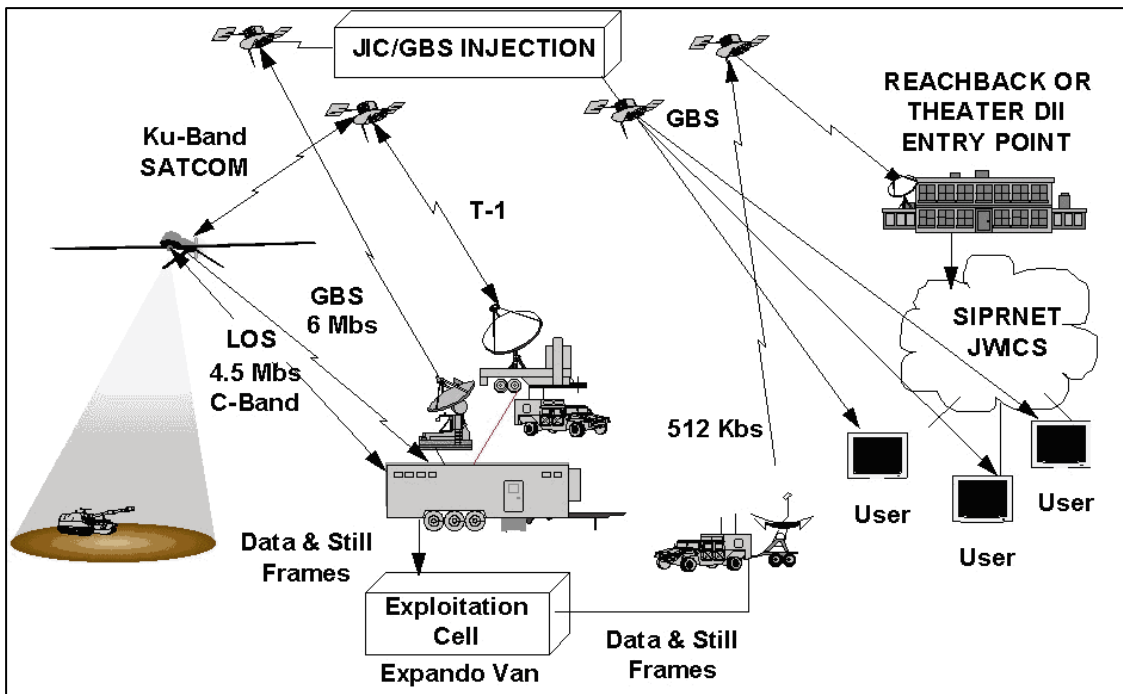 JIC/GBS INJECTION
REACHBACK OR
THEATER DII
ENTRY POINT
GBS
Ku-Band
SATCOM
T-1
GBS
6 Mbs
LOS
4.5 Mbs
C-Band
SIPRNET
JWICS
512 Kbs
User
User
User
Data & Still
Frames
Exploitation
Cell
Expando Van
Data & Still
Frames